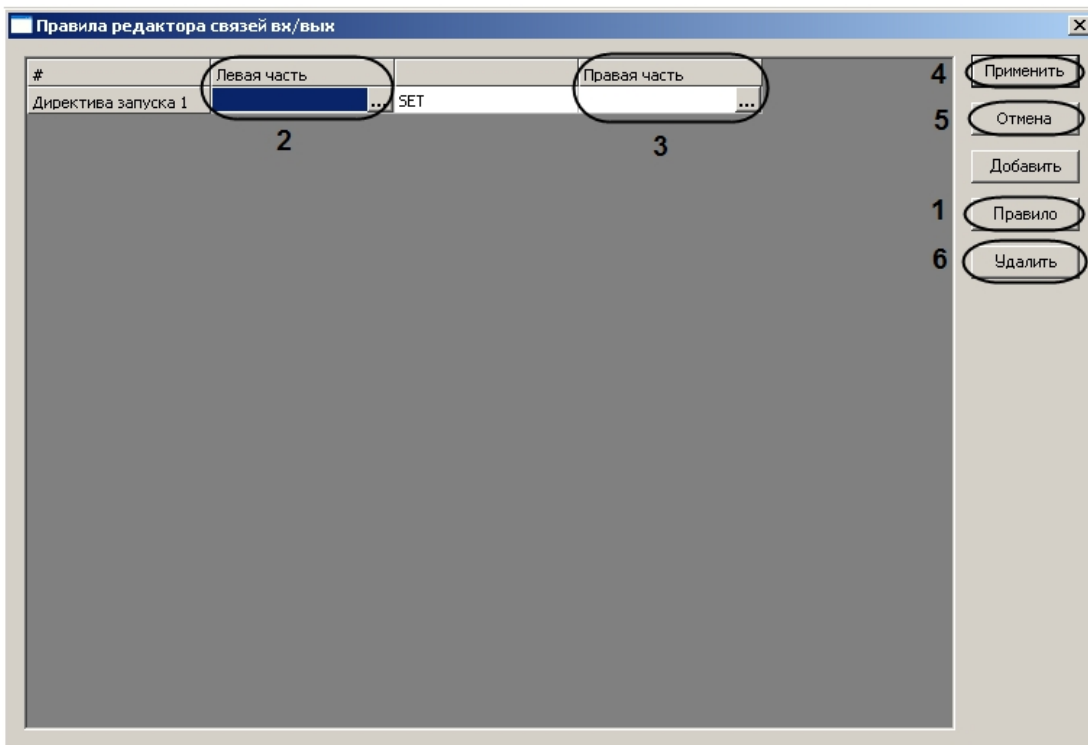 Правила редактора связей вх/вых
# Левая часть Правая часть
Директива запуска 1 ... SET ...
2 3
4 Применить
5 Отмена
Добавить
1 Правило
6 Удалить